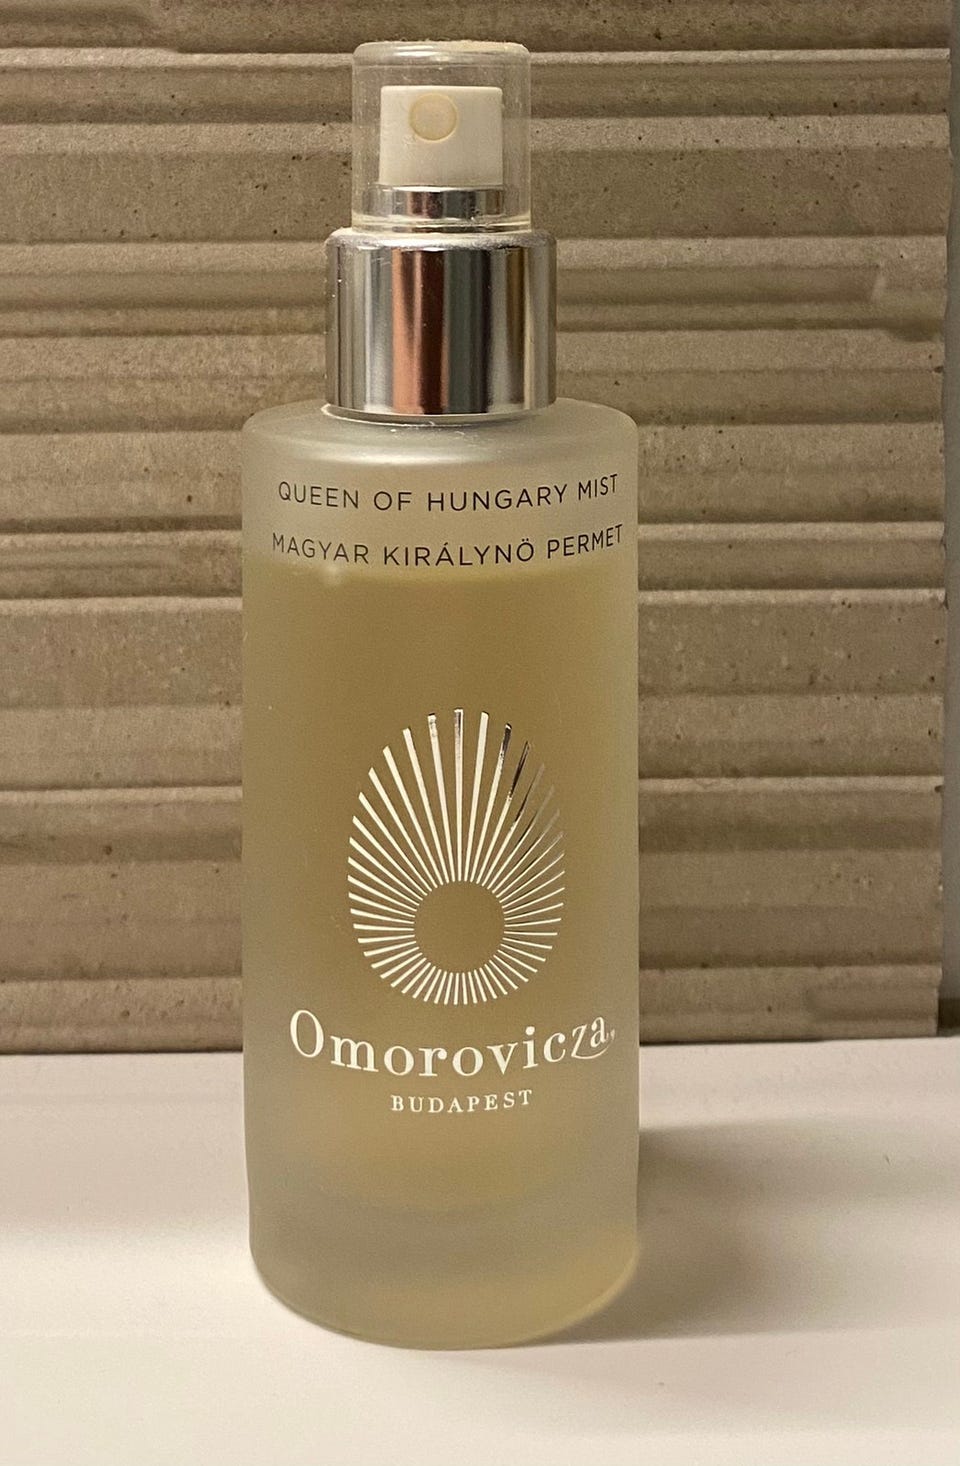 QUEEN OF HUNGARY MIST
MAGYAR KIRÁLYNÖ PERMET
Omorovicza
BUDAPEST